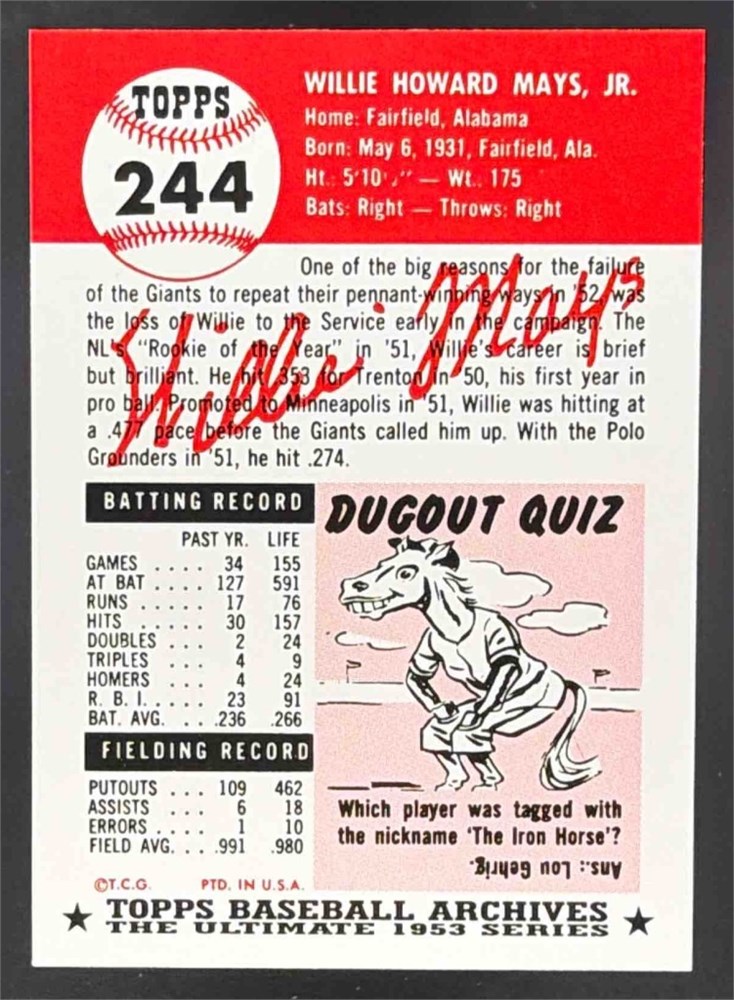 TOPPS
244
WILLIE HOWARD MAYS, JR.
Home: Fairfield, Alabama
Born: May 6, 1931, Fairfield, Ala.
Ht.: 5'10 " — Wt.: 175
Bats: Right — Throws: Right
One of the big reasons for the failure
of the Giants to repeat their pennant-winning ways in '52, was
the loss of Willie to the Service early in the campaign. The
NL's "Rookie of the Year" in '51, Willie's career is brief
but brilliant. He hit .353 for Trenton in '50, his first year in
pro ball. Promoted to Minneapolis in '51, Willie was hitting at
a .477 pace before the Giants called him up. With the Polo
Grounders in '51, he hit .274.
Willie Mays
BATTING RECORD
PAST YR. LIFE
GAMES .... 34 155
AT BAT .... 127 591
RUNS ..... 17 76
HITS ..... 30 157
DOUBLES ... 2 24
TRIPLES ... 4 9
HOMERS ... 4 24
R. B. I. .... 23 91
BAT. AVG. ... .236 .266
FIELDING RECORD
PUTOUTS ... 109 462
ASSISTS ... 6 18
ERRORS .... 1 10
FIELD AVG. ... .991 .980
DUGOUT QUIZ
Which player was tagged with
the nickname 'The Iron Horse'?
Ans.: Lou Gehrig.
©T.C.G. PTD. IN U.S.A.
★ TOPPS BASEBALL ARCHIVES ★
THE ULTIMATE 1953 SERIES